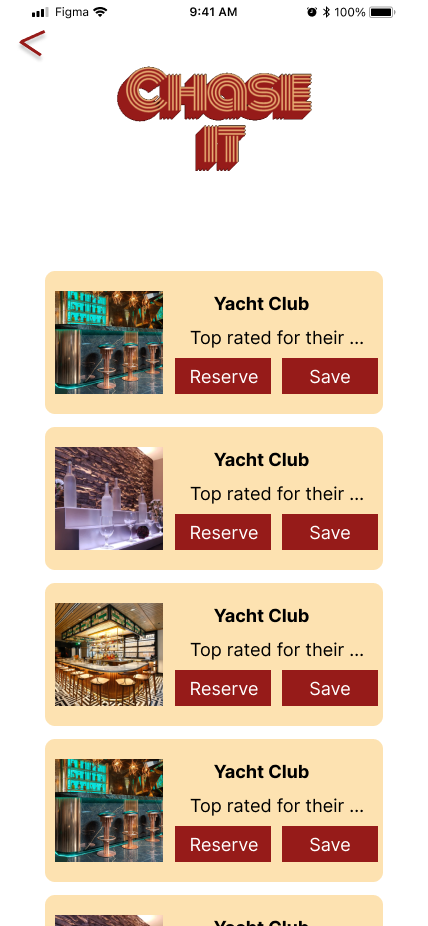 Figma 9:41 AM 100%
Chase
IT
Yacht Club
Top rated for their ...
Reserve Save
Yacht Club
Top rated for their ...
Reserve Save
Yacht Club
Top rated for their ...
Reserve Save
Yacht Club
Top rated for their ...
Reserve Save
Yacht Club